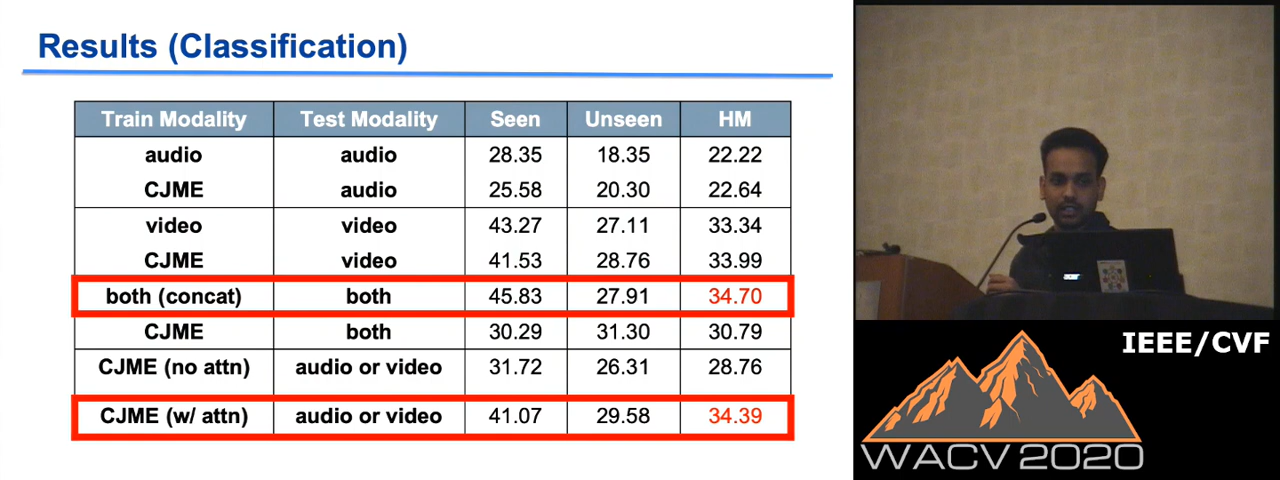 Results (Classification)
Train Modality Test Modality Seen Unseen HM
audio audio 28.35 18.35 22.22
CJME audio 25.58 20.30 22.64
video video 43.27 27.11 33.34
CJME video 41.53 28.76 33.99
both (concat) both 45.83 27.91 34.70
CJME both 30.29 31.30 30.79
CJME (no attn) audio or video 31.72 26.31 28.76
CJME (w/ attn) audio or video 41.07 29.58 34.39
IEEE/CVF
WACV 2020